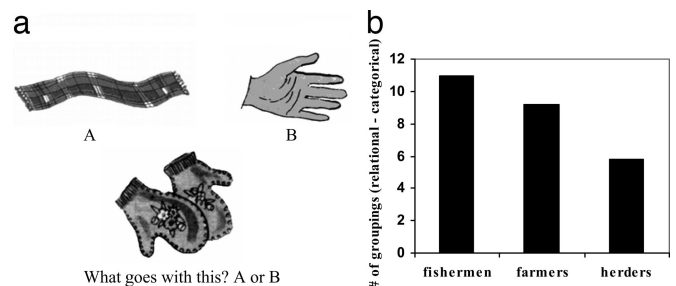 a
A
B
What goes with this? A or B
b
# of groupings (relational - categorical)
12
10
8
6
4
2
0
fishermen farmers herders